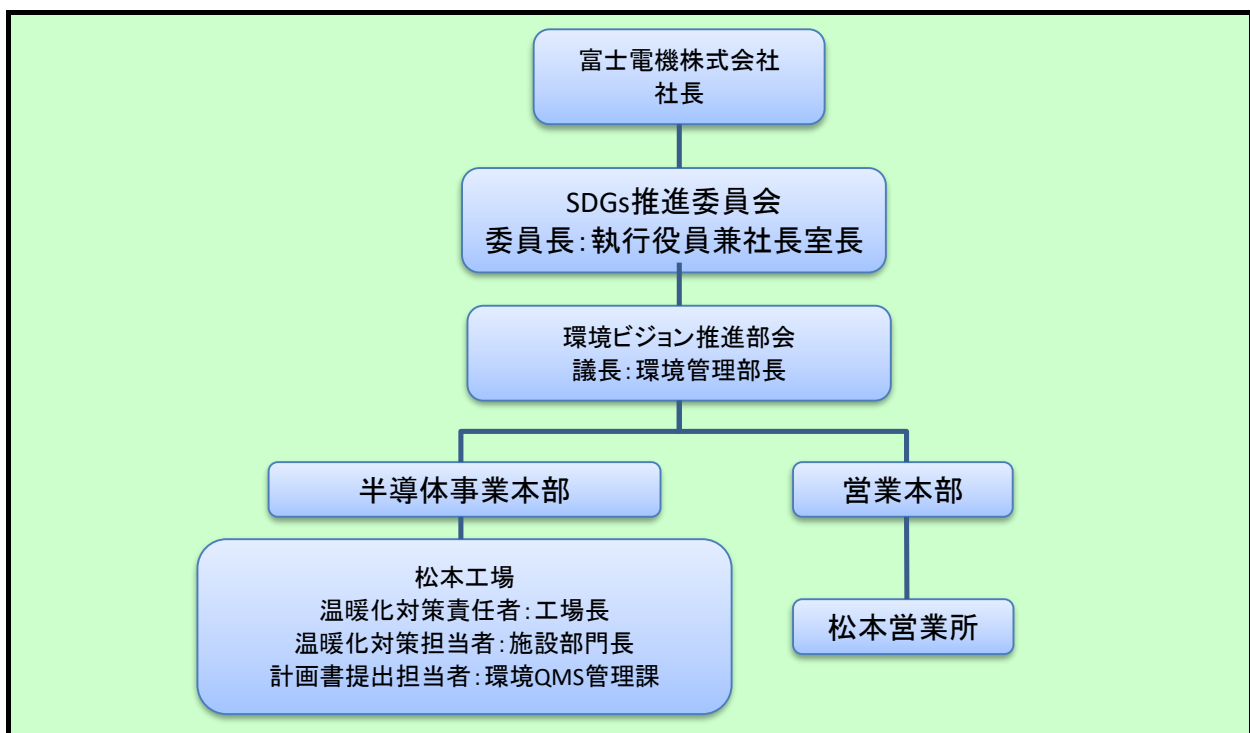 富士電機株式会社
社長
SDGs推進委員会
委員長：執行役員兼社長室長
環境ビジョン推進部会
議長：環境管理部長
半導体事業本部
営業本部
松本工場
温暖化対策責任者：工場長
温暖化対策担当者：施設部門長
計画書提出担当者：環境QMS管理課
松本営業所